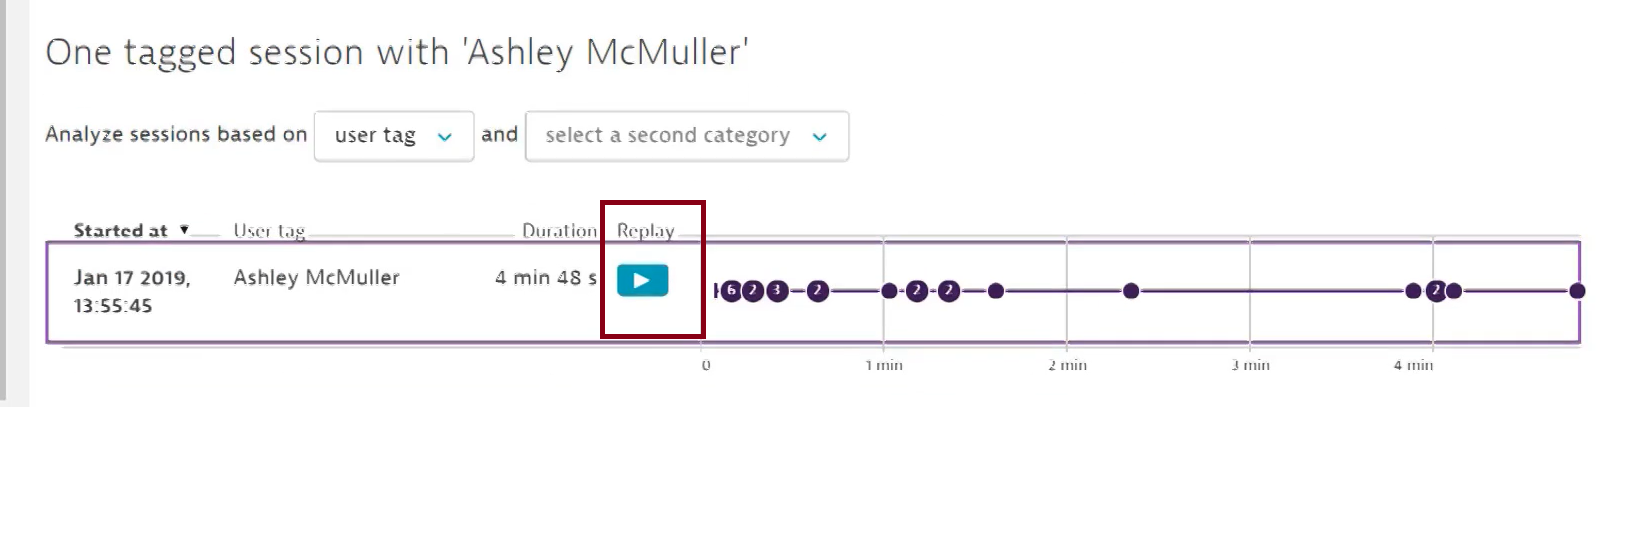 One tagged session with 'Ashley McMuller'
Analyze sessions based on user tag and select a second category
Started at ▼ User tag Duration Replay
Jan 17 2019, Ashley McMuller 4 min 48 s 6 2 3 2 2 2 2
13:55:45
0 1 min 2 min 3 min 4 min